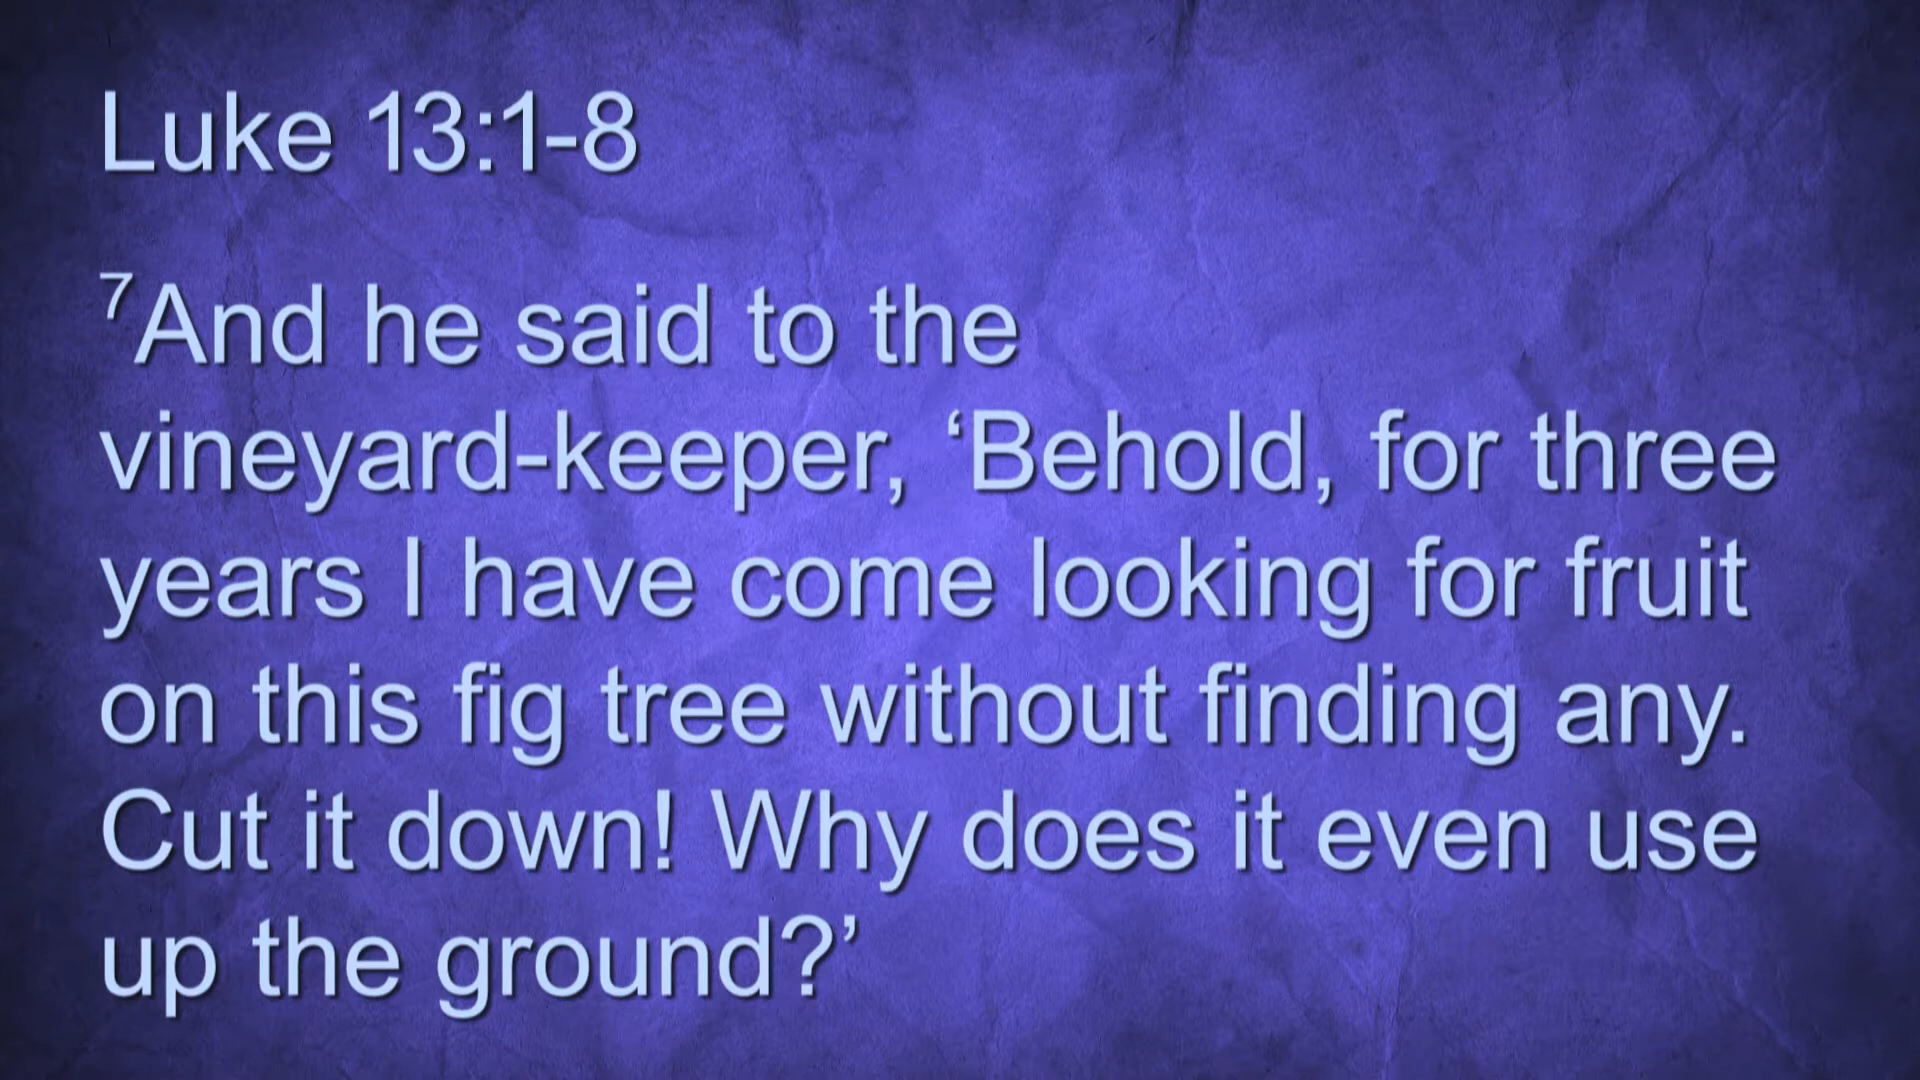 Luke 13:1-8
⁷And he said to the
vineyard-keeper, ‘Behold, for three
years I have come looking for fruit
on this fig tree without finding any.
Cut it down! Why does it even use
up the ground?’